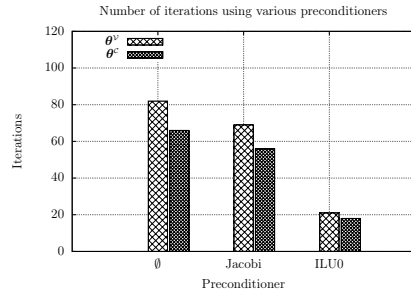 Number of iterations using various preconditioners
120
100
80
60
40
20
0
Iterations
θ^𝒱
θ^𝒞
∅ Jacobi ILU0
Preconditioner